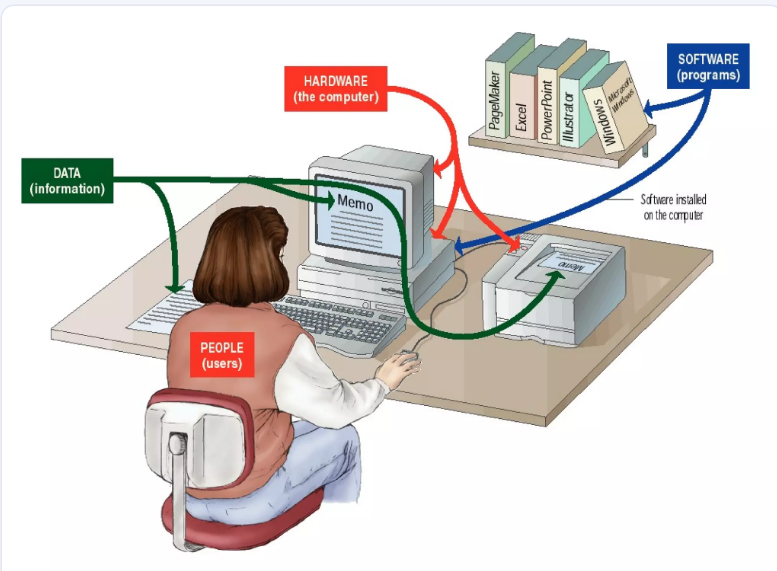 HARDWARE
(the computer)
SOFTWARE
(programs)
PageMaker
Excel
PowerPoint
Illustrator
Windows
Microsoft
Windows
DATA
(information)
Memo
Software installed
on the computer
Memo
PEOPLE
(users)